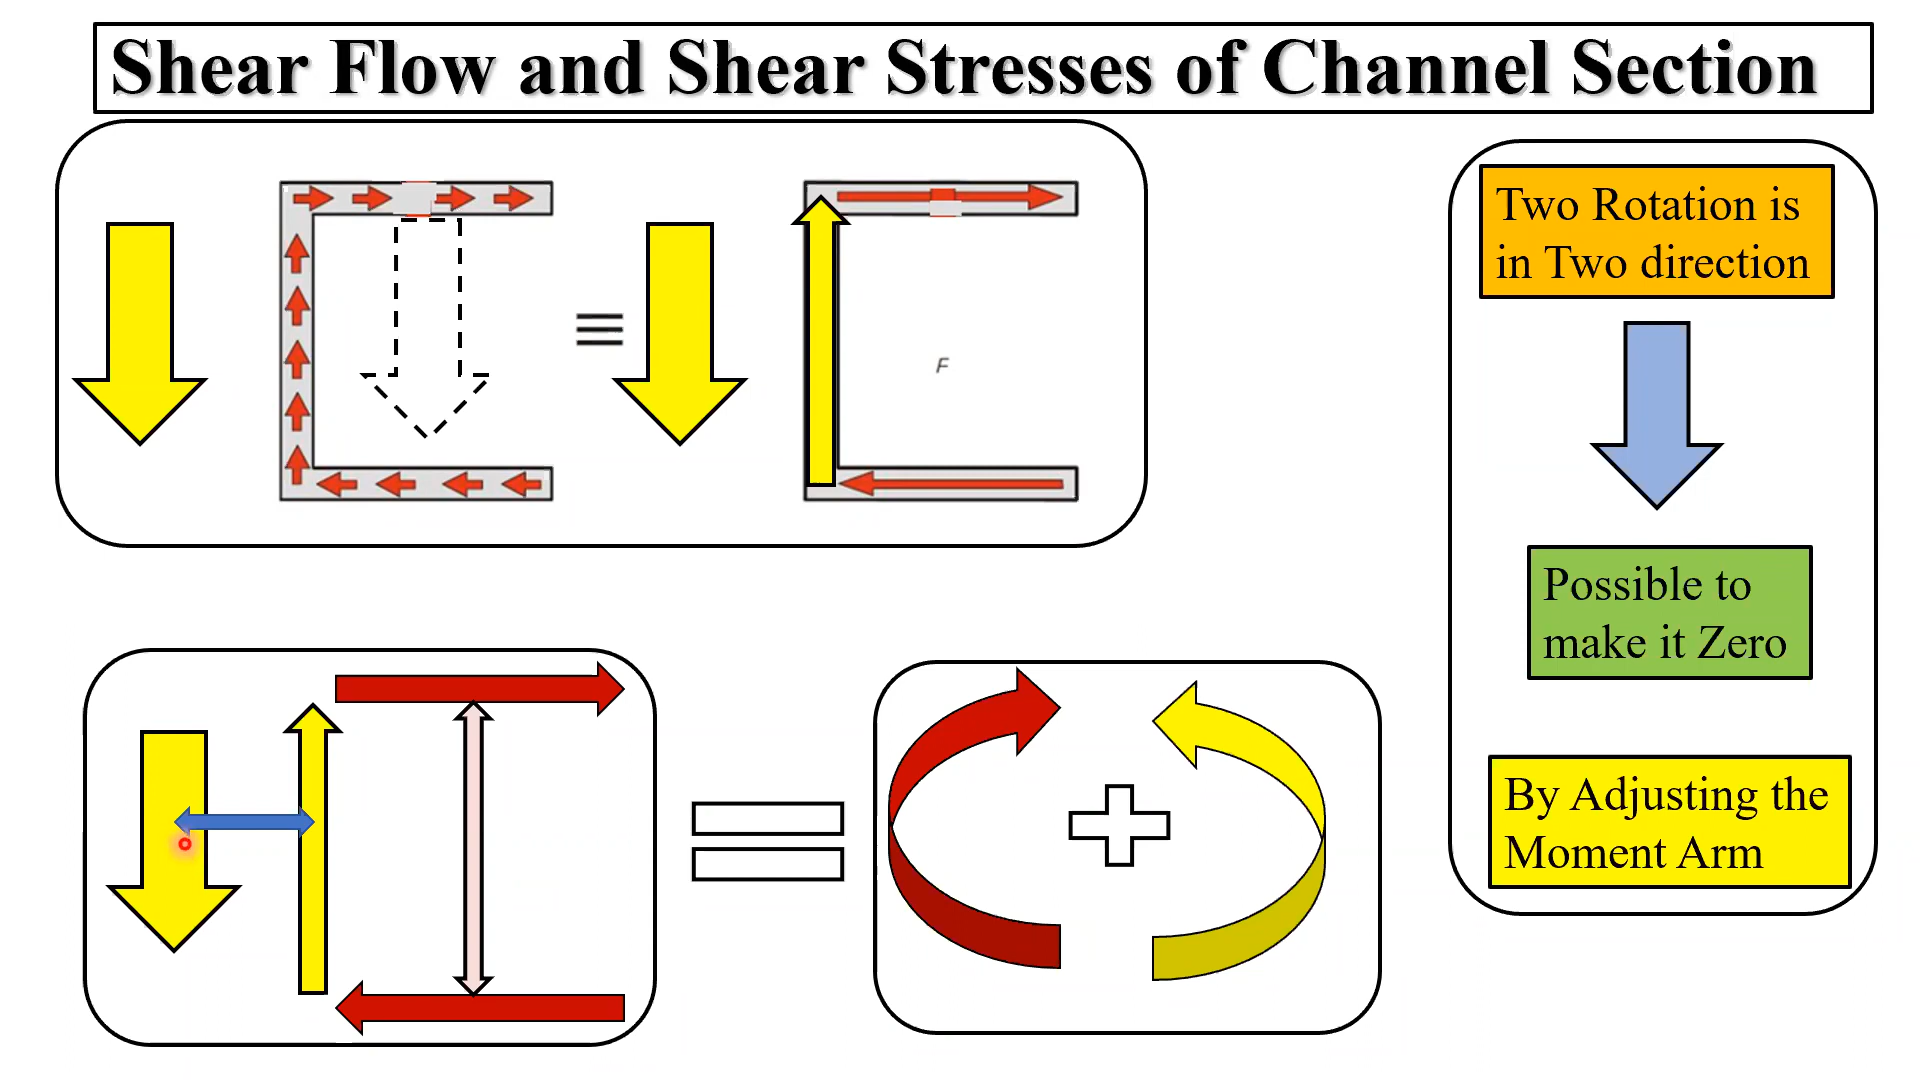 Shear Flow and Shear Stresses of Channel Section
F
Two Rotation is
in Two direction
Possible to
make it Zero
By Adjusting the
Moment Arm